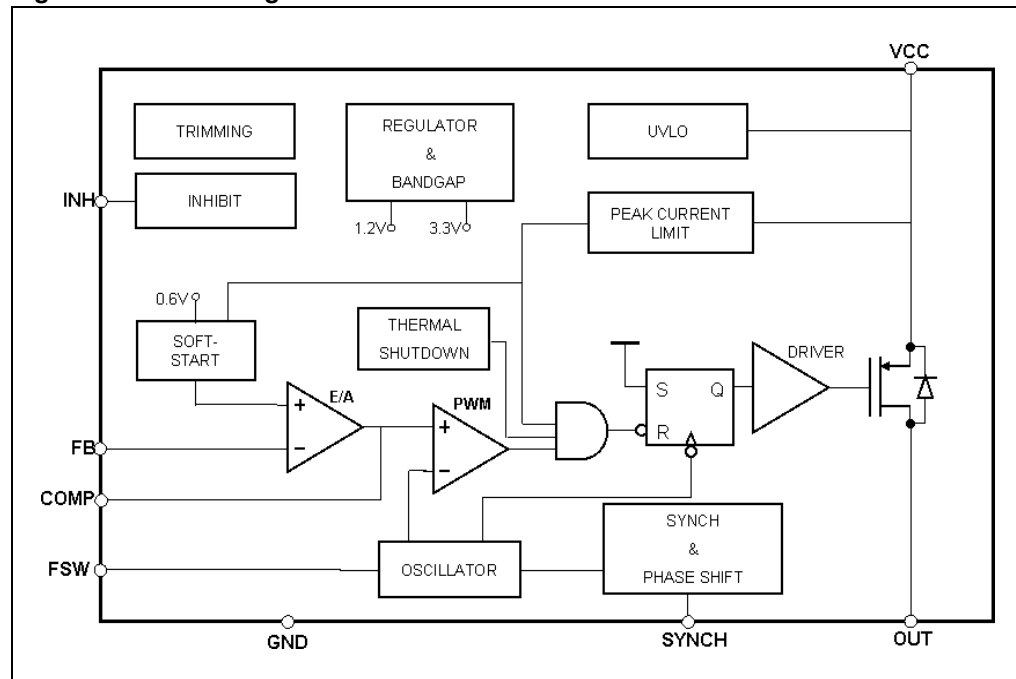 VCC
TRIMMING
REGULATOR
&
BANDGAP
UVLO
INH
INHIBIT
PEAK CURRENT
LIMIT
1.2V
3.3V
0.6V
SOFT-
START
THERMAL
SHUTDOWN
DRIVER
E/A
PWM
S
Q
R
+
−
+
−
FB
COMP
SYNCH
&
PHASE SHIFT
FSW
OSCILLATOR
GND
SYNCH
OUT